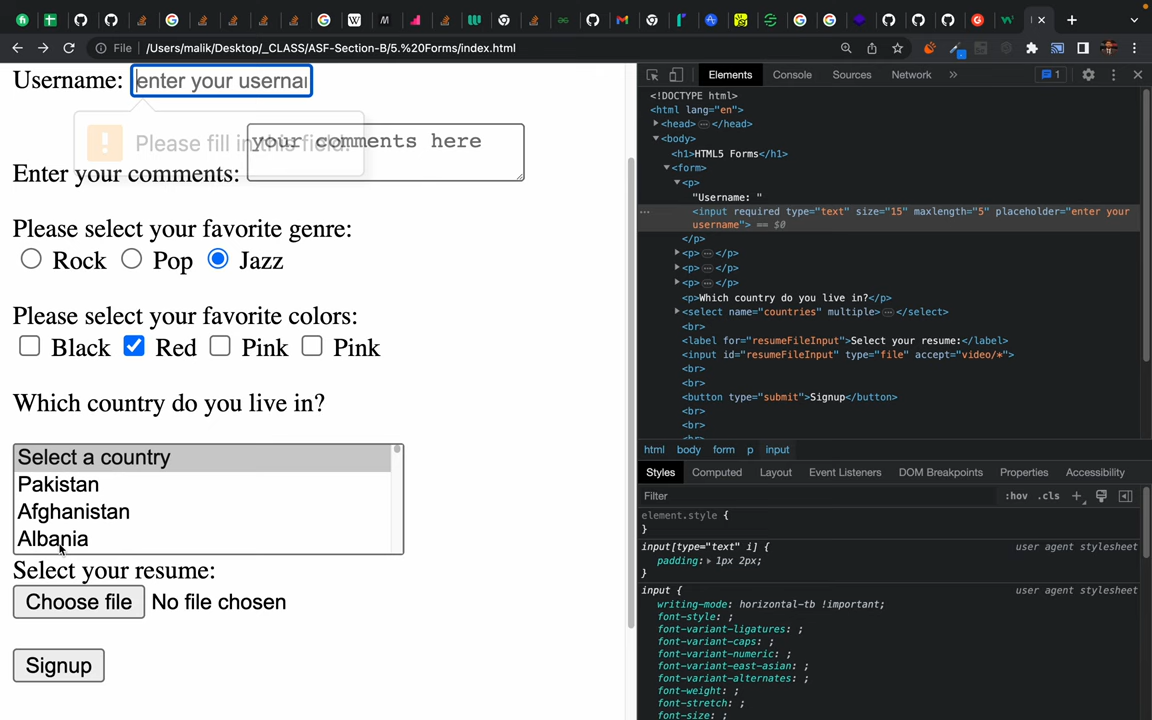 File /Users/malik/Desktop/_CLASS/ASF-Section-B/5.%20Forms/index.html
Username: enter your usernar
Please fill in this field.
your comments here
Enter your comments:
Please select your favorite genre:
Rock Pop Jazz
Please select your favorite colors:
Black Red Pink Pink
Which country do you live in?
Select a country
Pakistan
Afghanistan
Albania
Select your resume:
Choose file No file chosen
Signup
Elements Console Sources Network » 1
<!DOCTYPE html>
<html lang="en">
<head> ⋯ </head>
<body>
<h1>HTML5 Forms</h1>
<form>
<p>
"Username: "
<input required type="text" size="15" maxlength="5" placeholder="enter your
username"> == $0
</p>
<p> ⋯ </p>
<p> ⋯ </p>
<p> ⋯ </p>
<p>Which country do you live in?</p>
<select name="countries" multiple> ⋯ </select>
<br>
<label for="resumeFileInput">Select your resume:</label>
<input id="resumeFileInput" type="file" accept="video/*">
<br>
<br>
<button type="submit">Signup</button>
<br>
<br>
html body form p input
Styles Computed Layout Event Listeners DOM Breakpoints Properties Accessibility
Filter :hov .cls
element.style {
}
input[type="text" i] { user agent stylesheet
padding: 1px 2px;
}
input { user agent stylesheet
writing-mode: horizontal-tb !important;
font-style: ;
font-variant-ligatures: ;
font-variant-caps: ;
font-variant-numeric: ;
font-variant-east-asian: ;
font-variant-alternates: ;
font-weight: ;
font-stretch: ;
font-size: ;